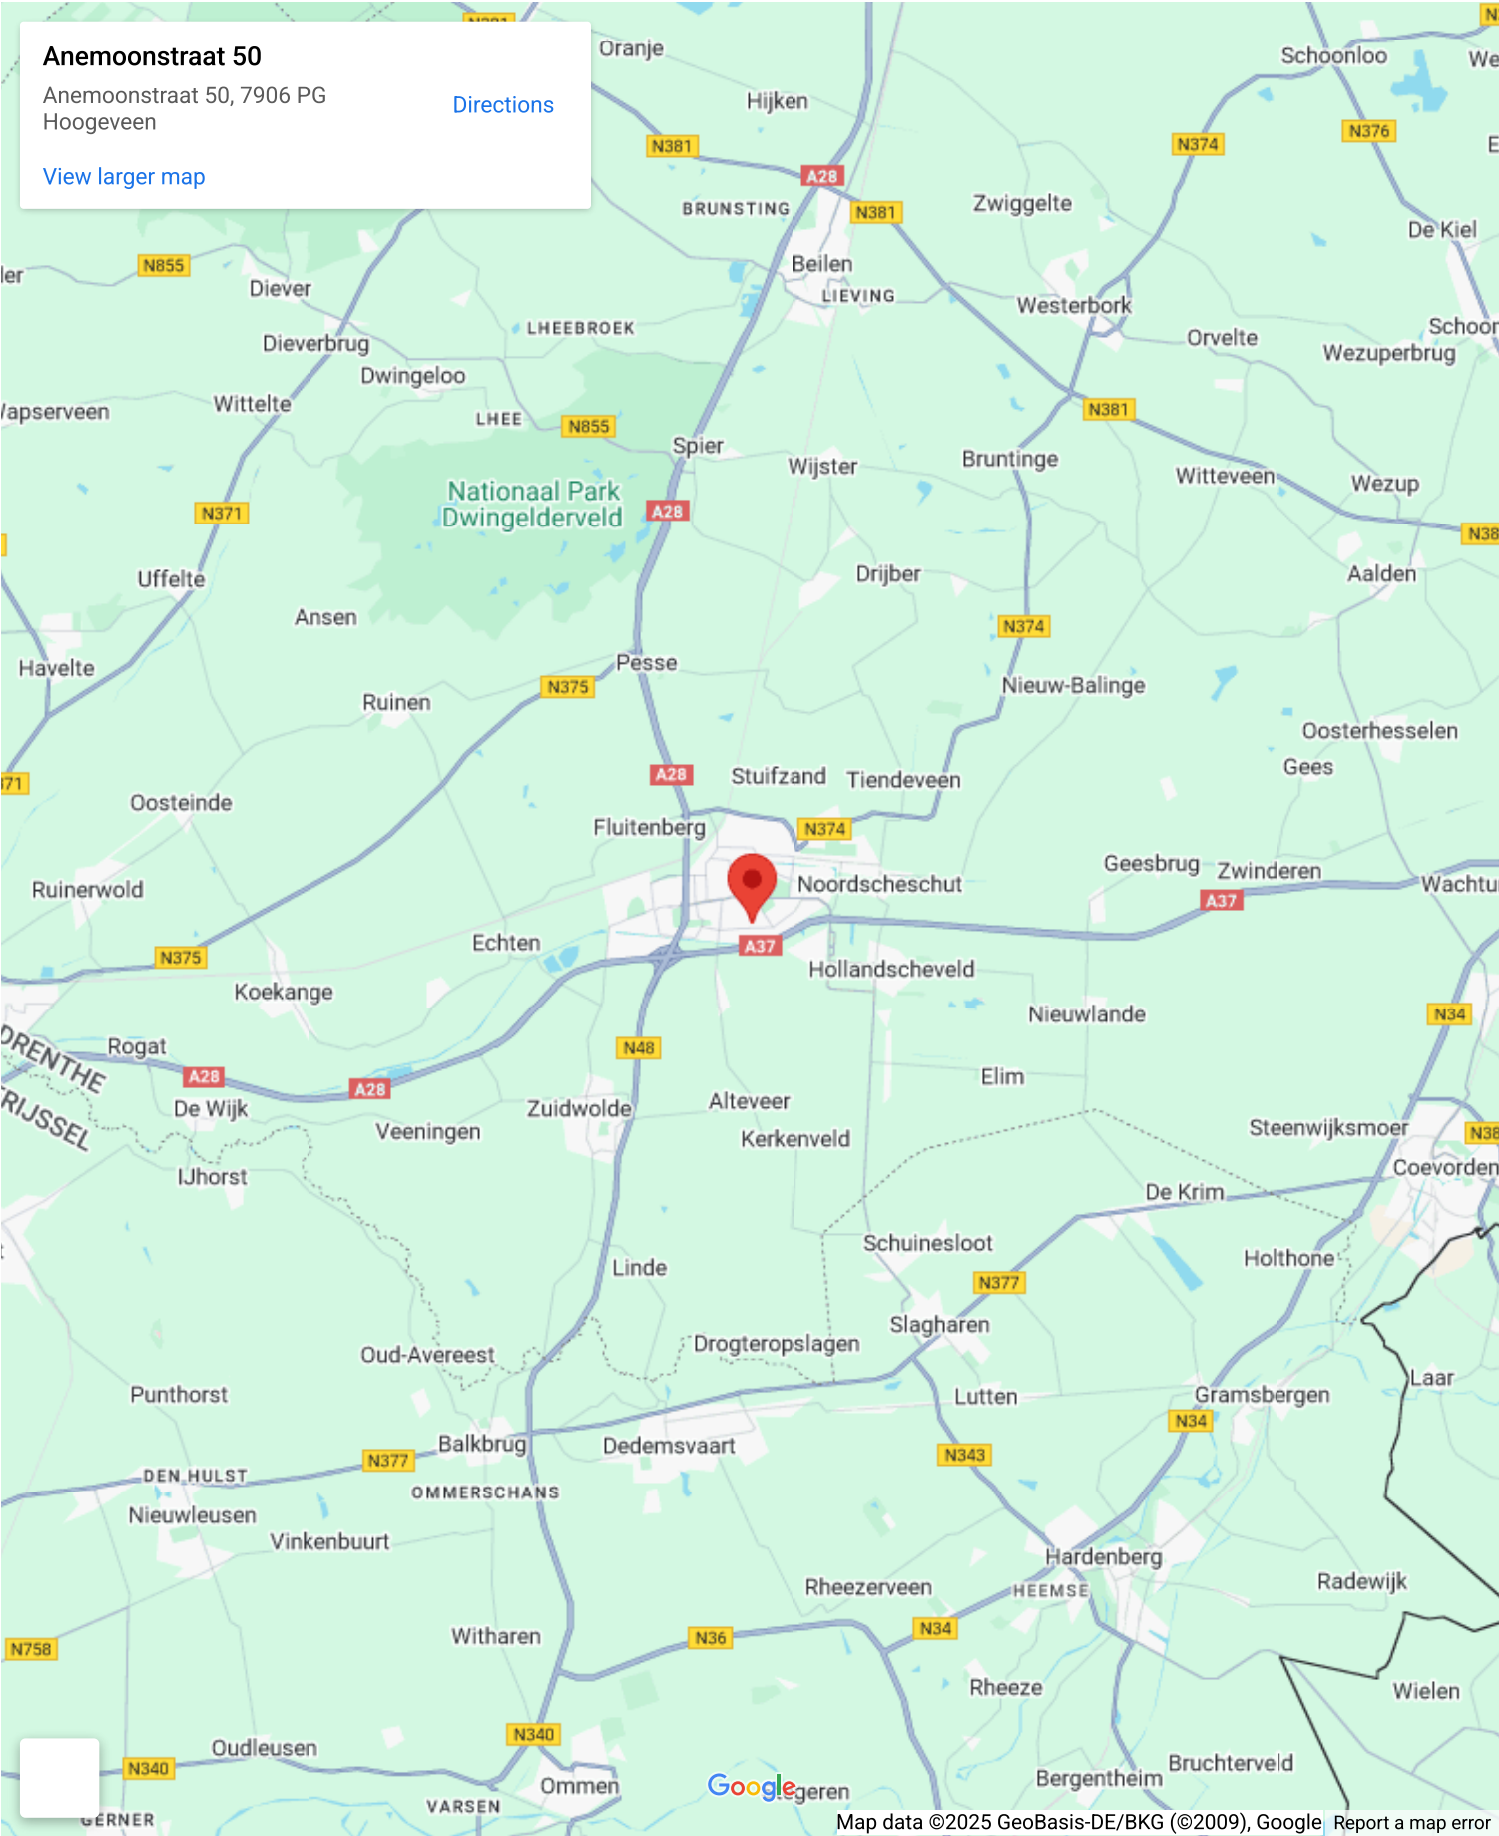 Anemoonstraat 50
Anemoonstraat 50, 7906 PG
Hoogeveen
Directions
View larger map
Oranje
Schoonloo
Hijken
N376
N381
N374
A28
BRUNSTING
N381
Zwiggelte
De Kiel
N855
Beilen
Diever
LIEVING
Westerbork
LHEEBROEK
Dieverbrug
Orvelte
Wezuperbrug
Dwingeloo
Wittelte
N381
LHEE
N855
Spier
Wijster
Bruntinge
Witteveen
Wezup
Nationaal Park
Dwingelderveld
A28
N371
Uffelte
Drijber
Aalden
Ansen
N374
Havelte
Pesse
N375
Nieuw-Balinge
Ruinen
Oosterhesselen
Gees
A28
Stuifzand
Tiendeveen
Oosteinde
Fluitenberg
N374
Geesbrug
Zwinderen
Ruinerwold
Noordscheschut
A37
Echten
A37
N375
Hollandscheveld
Koekange
Nieuwlande
N34
DRENTHE
Rogat
N48
A28
A28
Elim
De Wijk
Zuidwolde
Alteveer
Veeningen
Kerkenveld
Steenwijksmoer
Coevorden
IJhorst
De Krim
Schuinesloot
Holthone
Linde
N377
Slagharen
Drogteropslagen
Oud-Avereest
Laar
Punthorst
Lutten
Gramsbergen
N34
Balkbrug
Dedemsvaart
N343
N377
DEN HULST
OMMERSCHANS
Nieuwleusen
Vinkenbuurt
Hardenberg
Rheezerveen
HEEMSE
Radewijk
Witharen
N36
N34
N758
Rheeze
Wielen
N340
Oudleusen
N340
Bruchterveld
Bergentheim
Ommen
Google
VARSEN
GERNER
Map data ©2025 GeoBasis-DE/BKG (©2009), Google
Report a map error